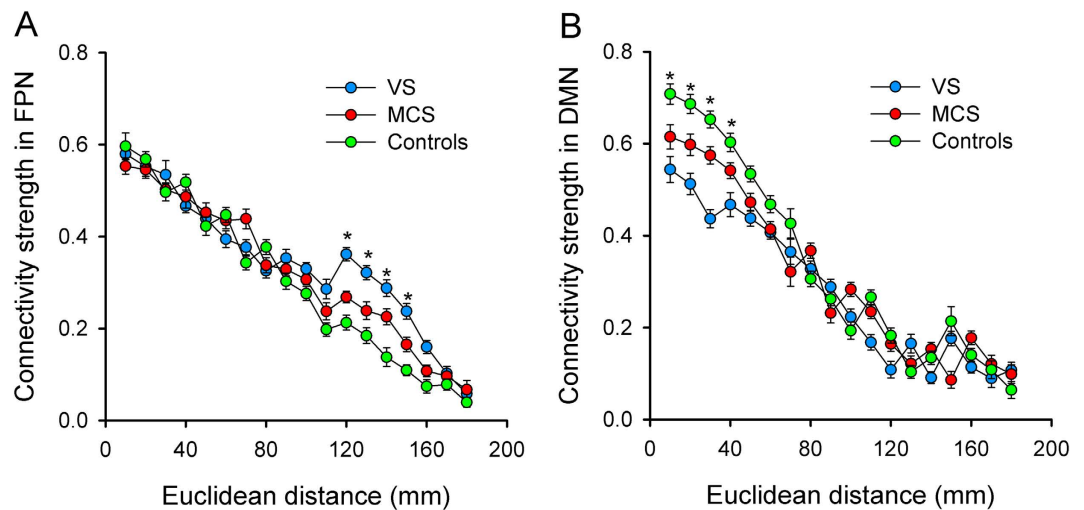 A
Connectivity strength in FPN
0.8
0.6
0.4
0.2
0.0
VS
MCS
Controls
*
*
*
*
0
40
80
120
160
200
Euclidean distance (mm)
B
Connectivity strength in DMN
0.8
0.6
0.4
0.2
0.0
VS
MCS
Controls
*
*
*
*
0
40
80
120
160
200
Euclidean distance (mm)